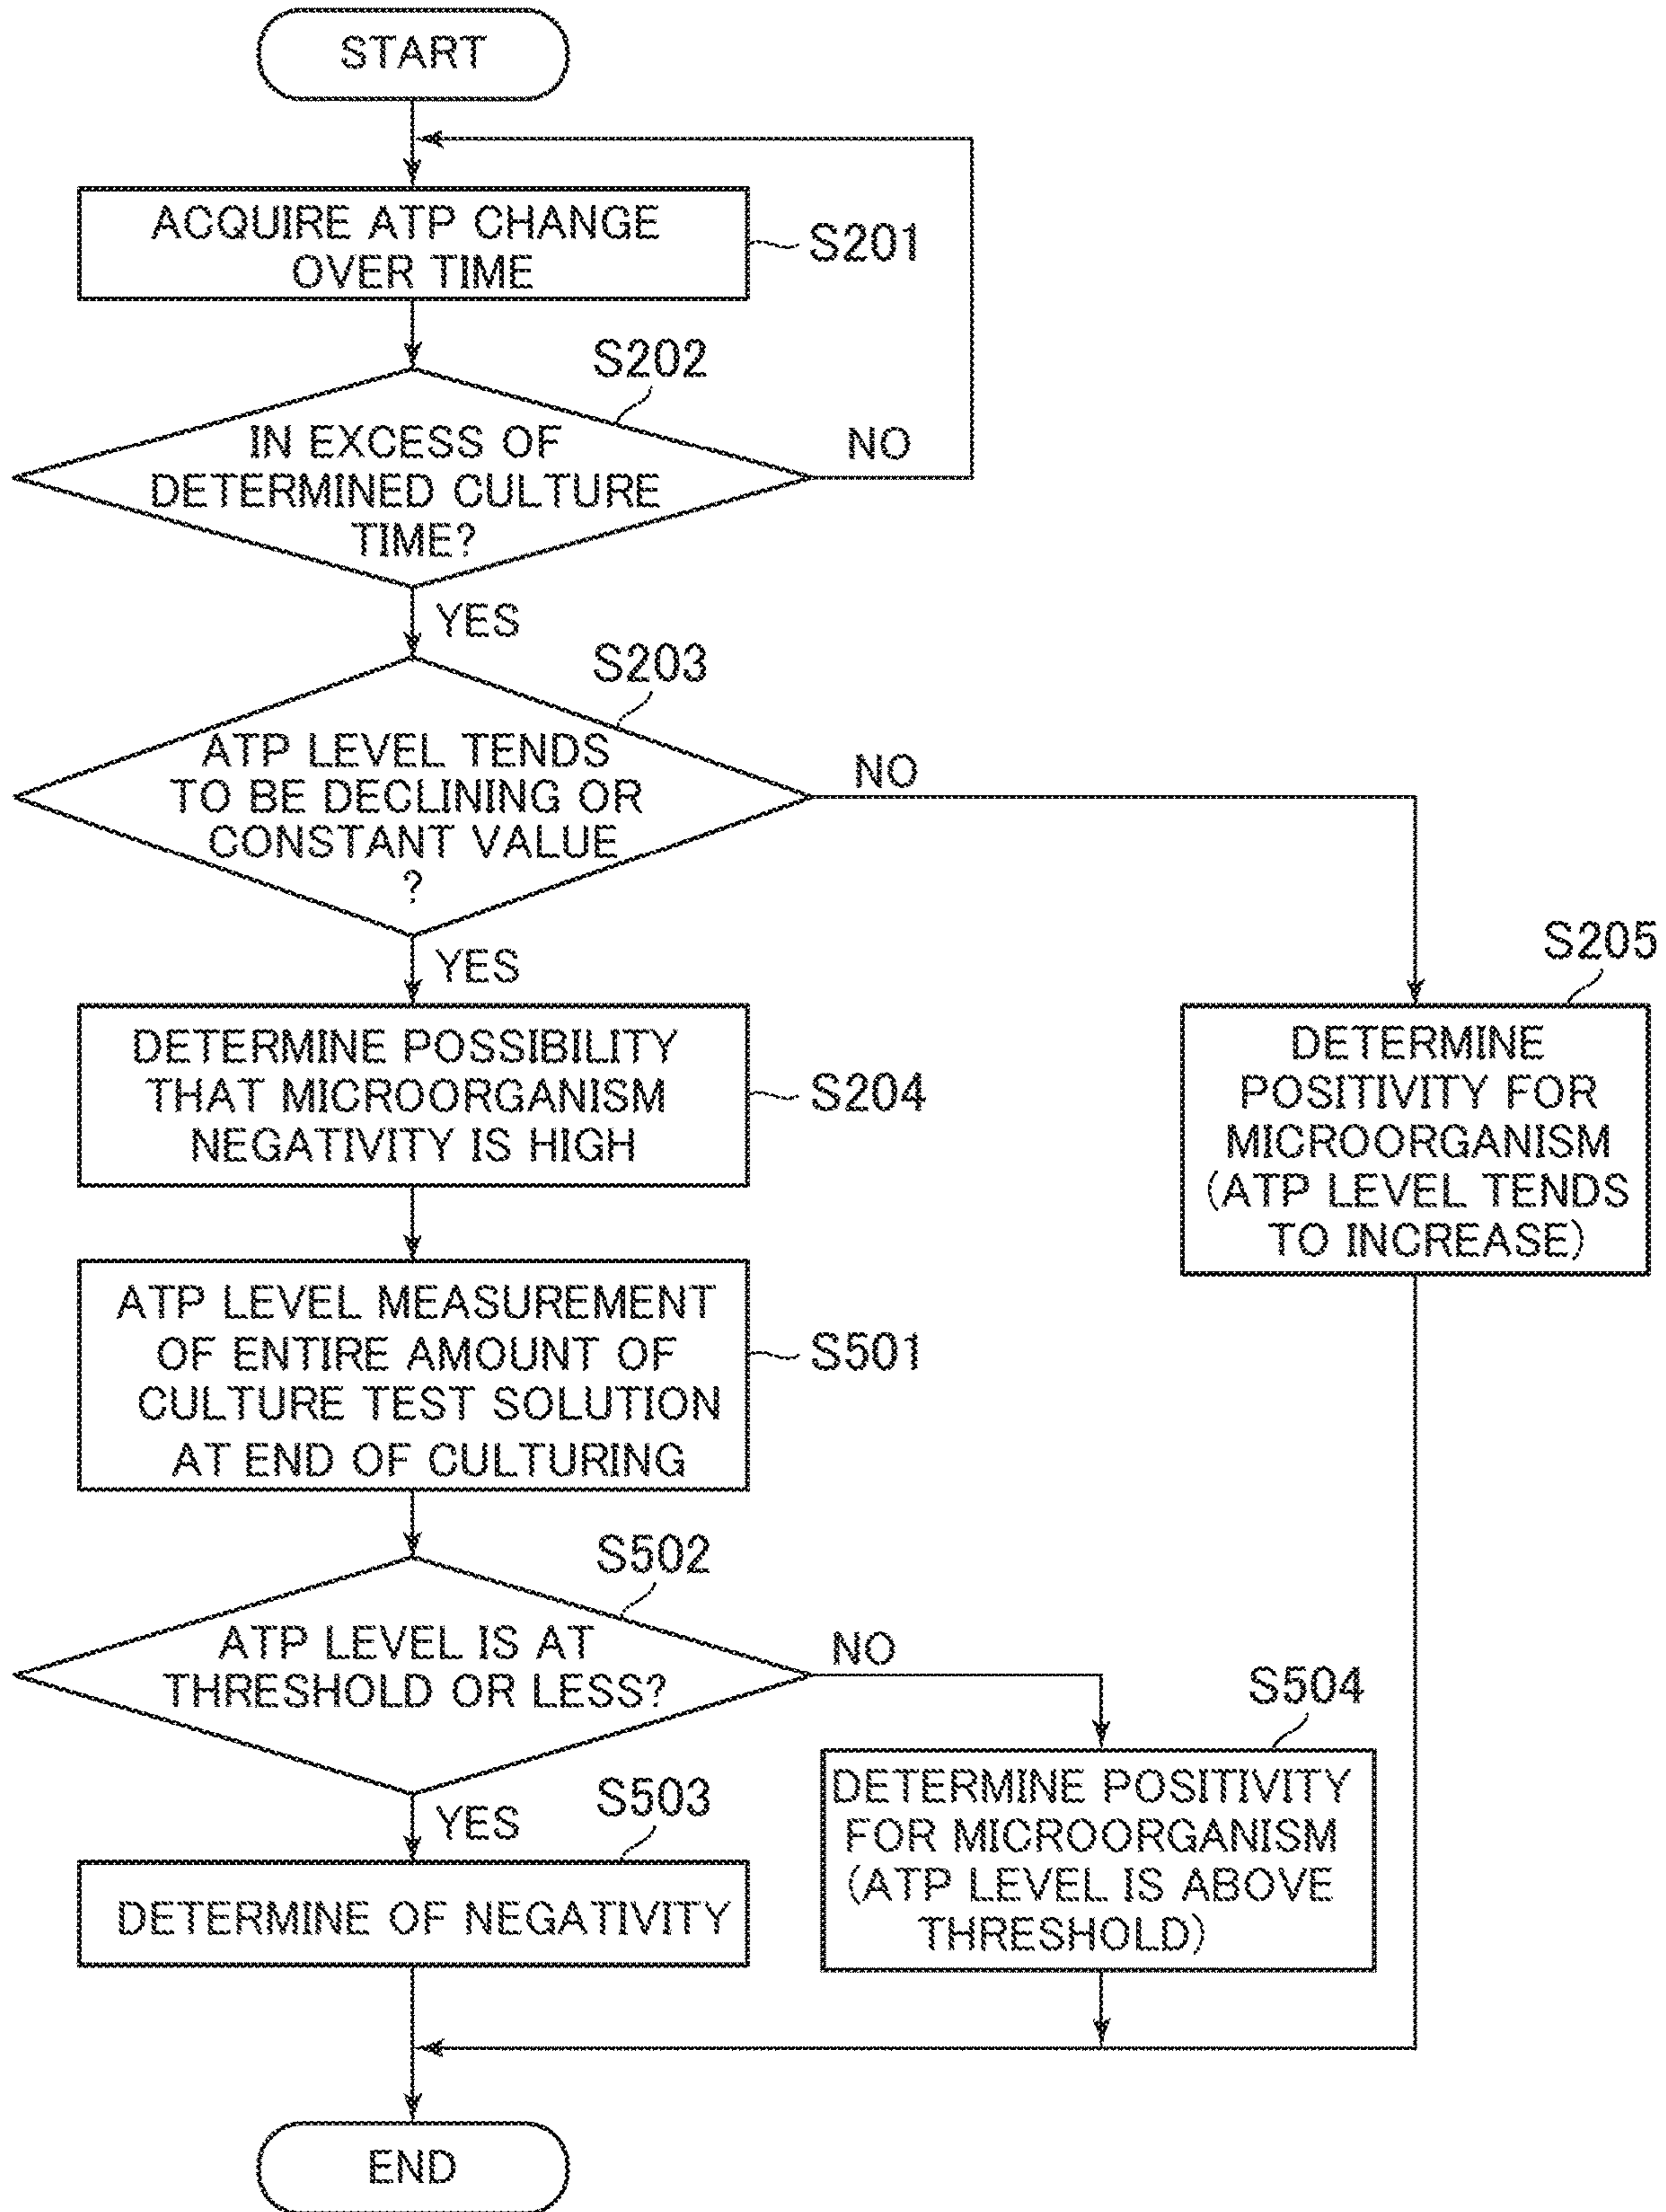 START
ACQUIRE ATP CHANGE
OVER TIME
S201
S202
IN EXCESS OF
DETERMINED CULTURE
TIME?
NO
YES
S203
ATP LEVEL TENDS
TO BE DECLINING OR
CONSTANT VALUE
?
NO
YES
S205
DETERMINE POSSIBILITY
THAT MICROORGANISM
NEGATIVITY IS HIGH
S204
DETERMINE
POSITIVITY FOR
MICROORGANISM
(ATP LEVEL TENDS
TO INCREASE)
ATP LEVEL MEASUREMENT
OF ENTIRE AMOUNT OF
CULTURE TEST SOLUTION
AT END OF CULTURING
S501
S502
ATP LEVEL IS AT
THRESHOLD OR LESS?
NO
YES
S504
S503
DETERMINE POSITIVITY
FOR MICROORGANISM
(ATP LEVEL IS ABOVE
THRESHOLD)
DETERMINE OF NEGATIVITY
END